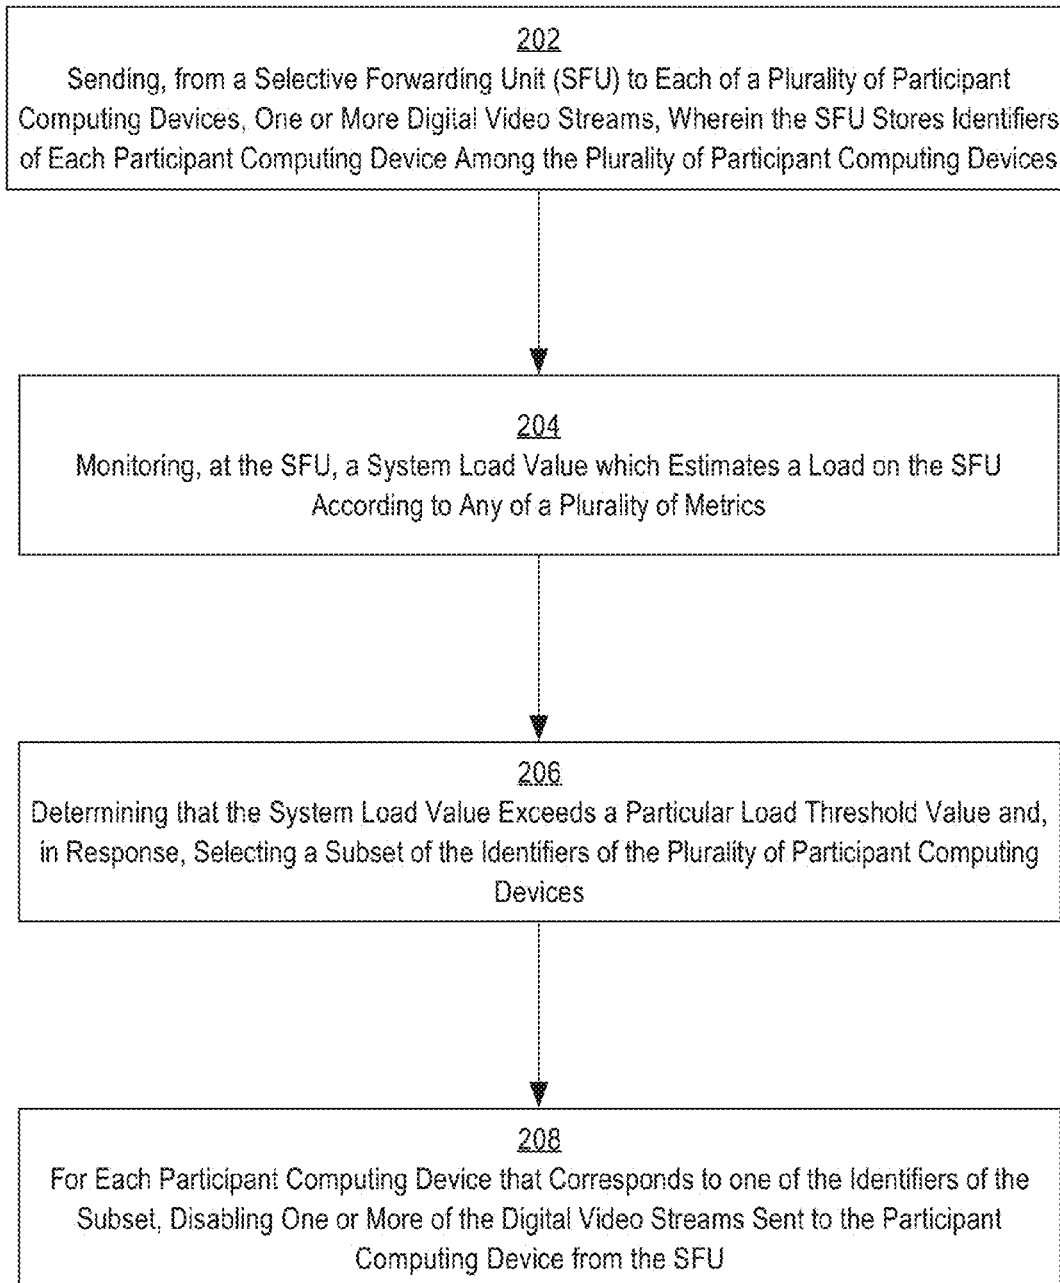 202
Sending, from a Selective Forwarding Unit (SFU) to Each of a Plurality of Participant
Computing Devices, One or More Digital Video Streams, Wherein the SFU Stores Identifiers
of Each Participant Computing Device Among the Plurality of Participant Computing Devices
204
Monitoring, at the SFU, a System Load Value which Estimates a Load on the SFU
According to Any of a Plurality of Metrics
206
Determining that the System Load Value Exceeds a Particular Load Threshold Value and,
in Response, Selecting a Subset of the Identifiers of the Plurality of Participant Computing
Devices
208
For Each Participant Computing Device that Corresponds to one of the Identifiers of the
Subset, Disabling One or More of the Digital Video Streams Sent to the Participant
Computing Device from the SFU